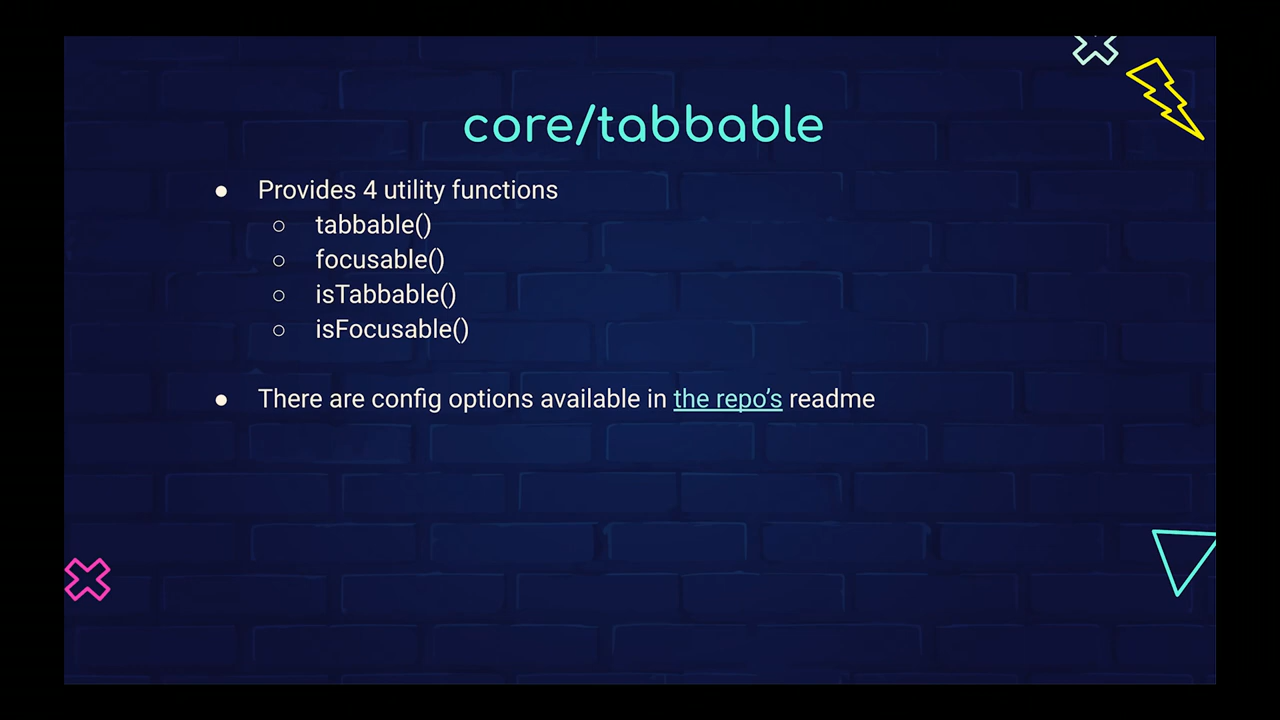 core/tabbable
● Provides 4 utility functions
○ tabbable()
○ focusable()
○ isTabbable()
○ isFocusable()
● There are config options available in the repo’s readme